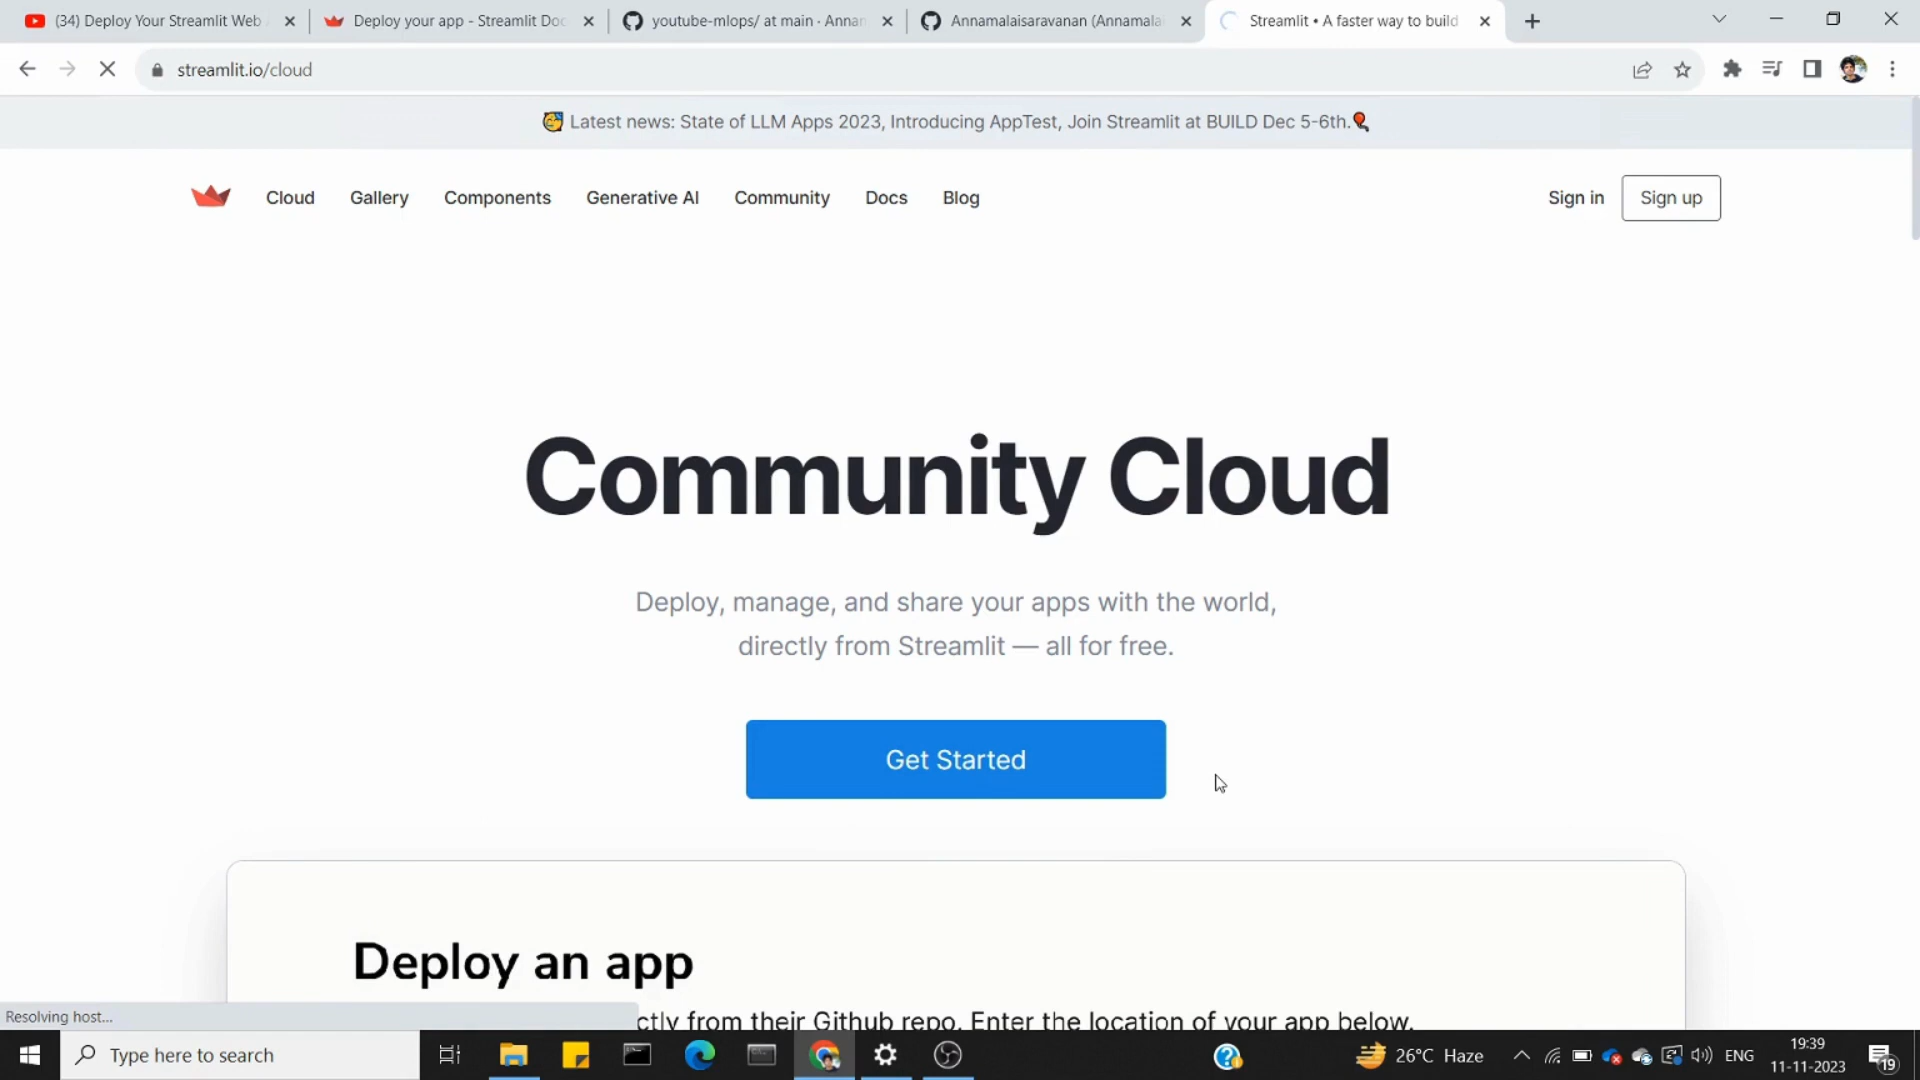 (34) Deploy Your Streamlit Web
Deploy your app - Streamlit Doc
youtube-mlops/ at main · Annan
Annamalaisaravanan (Annamala
Streamlit • A faster way to build
streamlit.io/cloud
Latest news: State of LLM Apps 2023, Introducing AppTest, Join Streamlit at BUILD Dec 5-6th.
Cloud
Gallery
Components
Generative AI
Community
Docs
Blog
Sign in
Sign up
Community Cloud
Deploy, manage, and share your apps with the world,
directly from Streamlit — all for free.
Get Started
Deploy an app
ctly from their Github repo. Enter the location of your app below.
Resolving host...
Type here to search
26°C Haze
ENG
19:39
11-11-2023
19